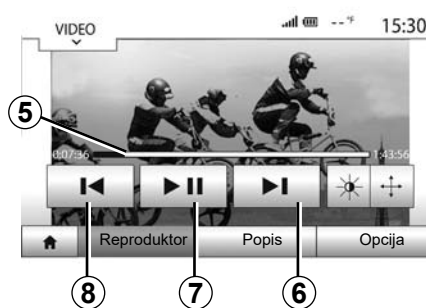 VIDEO
--°F 15:30
5
0:07:36 1:43:56
Reproduktor Popis Opcija
8 7 6